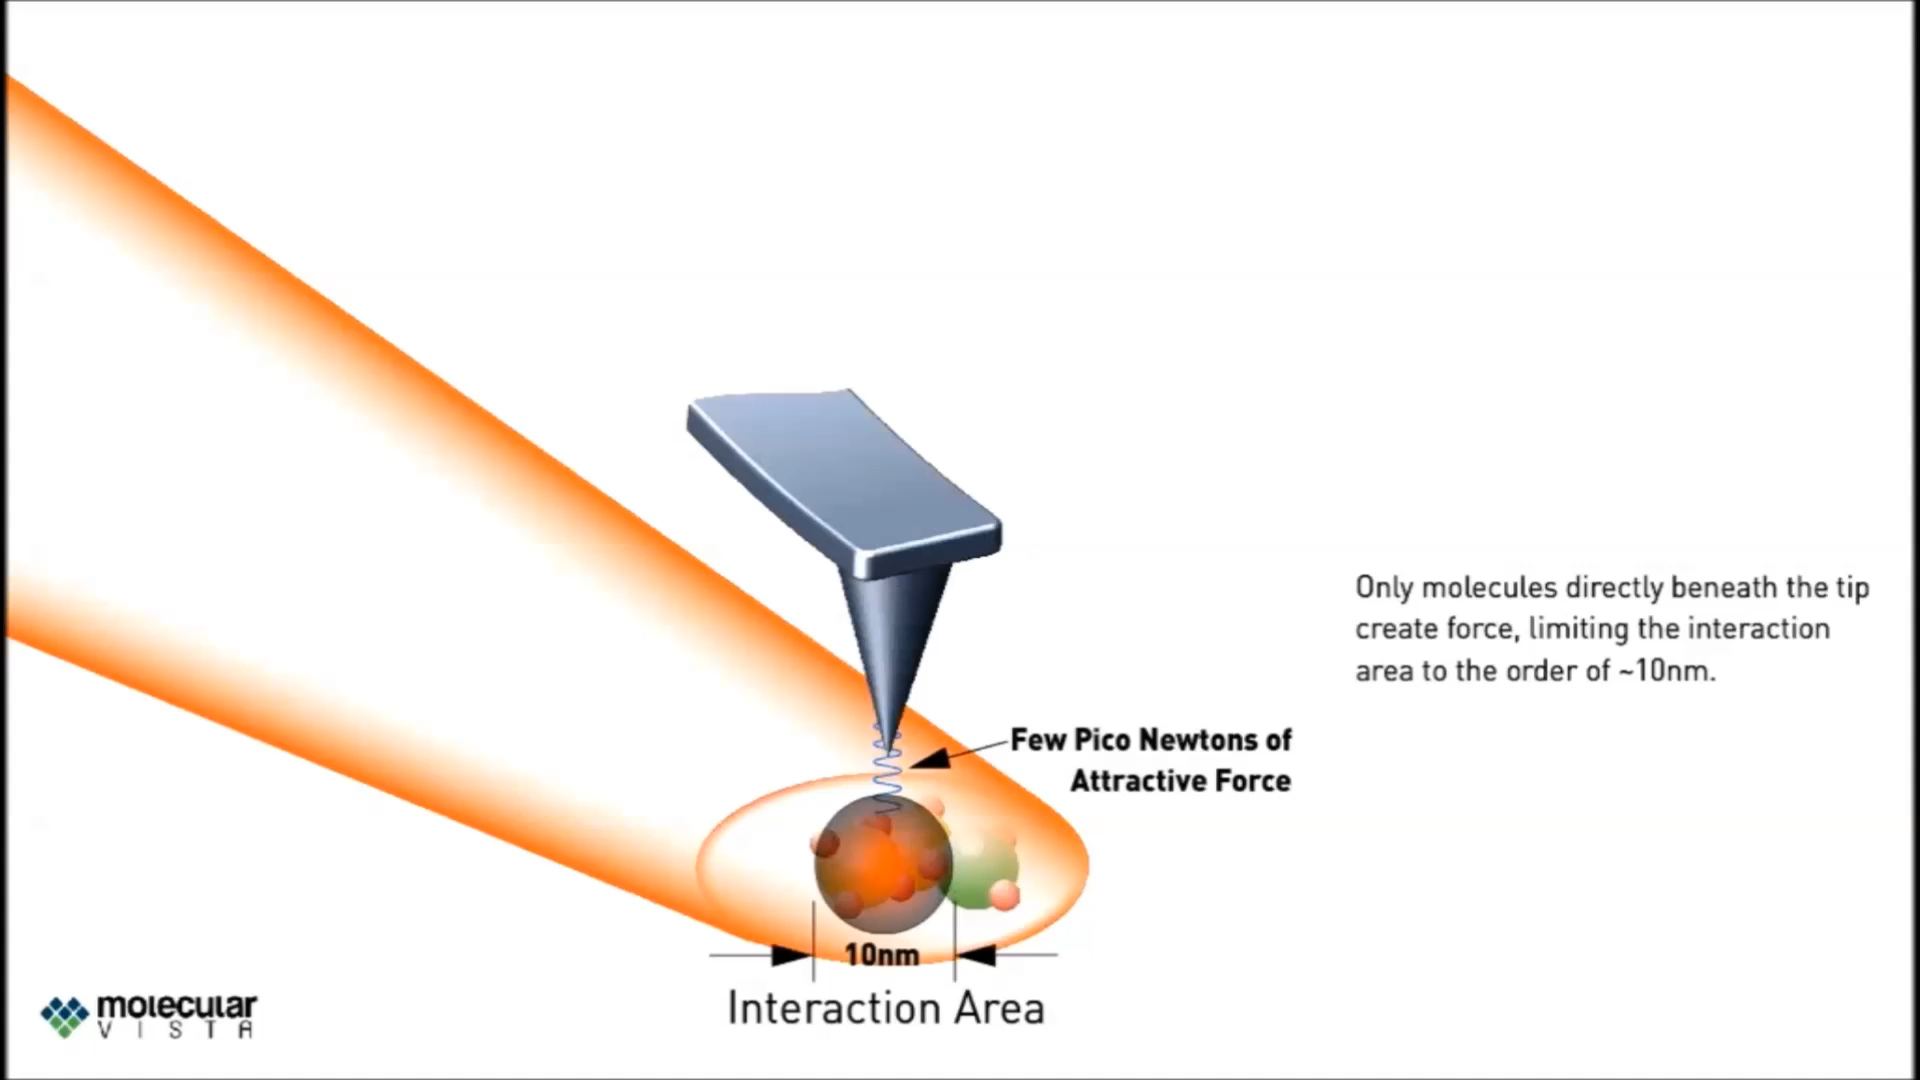 Only molecules directly beneath the tip
create force, limiting the interaction
area to the order of ~10nm.
Few Pico Newtons of
Attractive Force
10nm
Interaction Area
molecular
VISTA